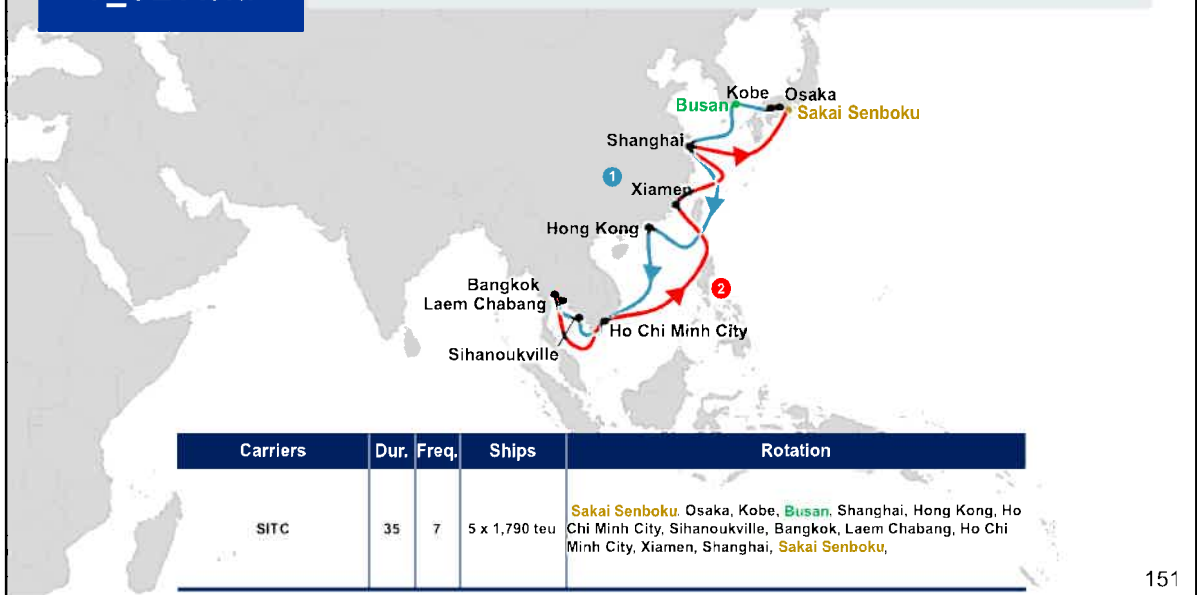 Kobe
Osaka
Busan
Sakai Senboku
Shanghai
1
Xiamen
Hong Kong
Bangkok
2
Laem Chabang
Ho Chi Minh City
Sihanoukville
Carriers Dur. Freq. Ships Rotation
Sakai Senboku, Osaka, Kobe, Busan, Shanghai, Hong Kong, Ho
SITC 35 7 5 x 1,790 teu Chi Minh City, Sihanoukville, Bangkok, Laem Chabang, Ho Chi
Minh City, Xiamen, Shanghai, Sakai Senboku,
151